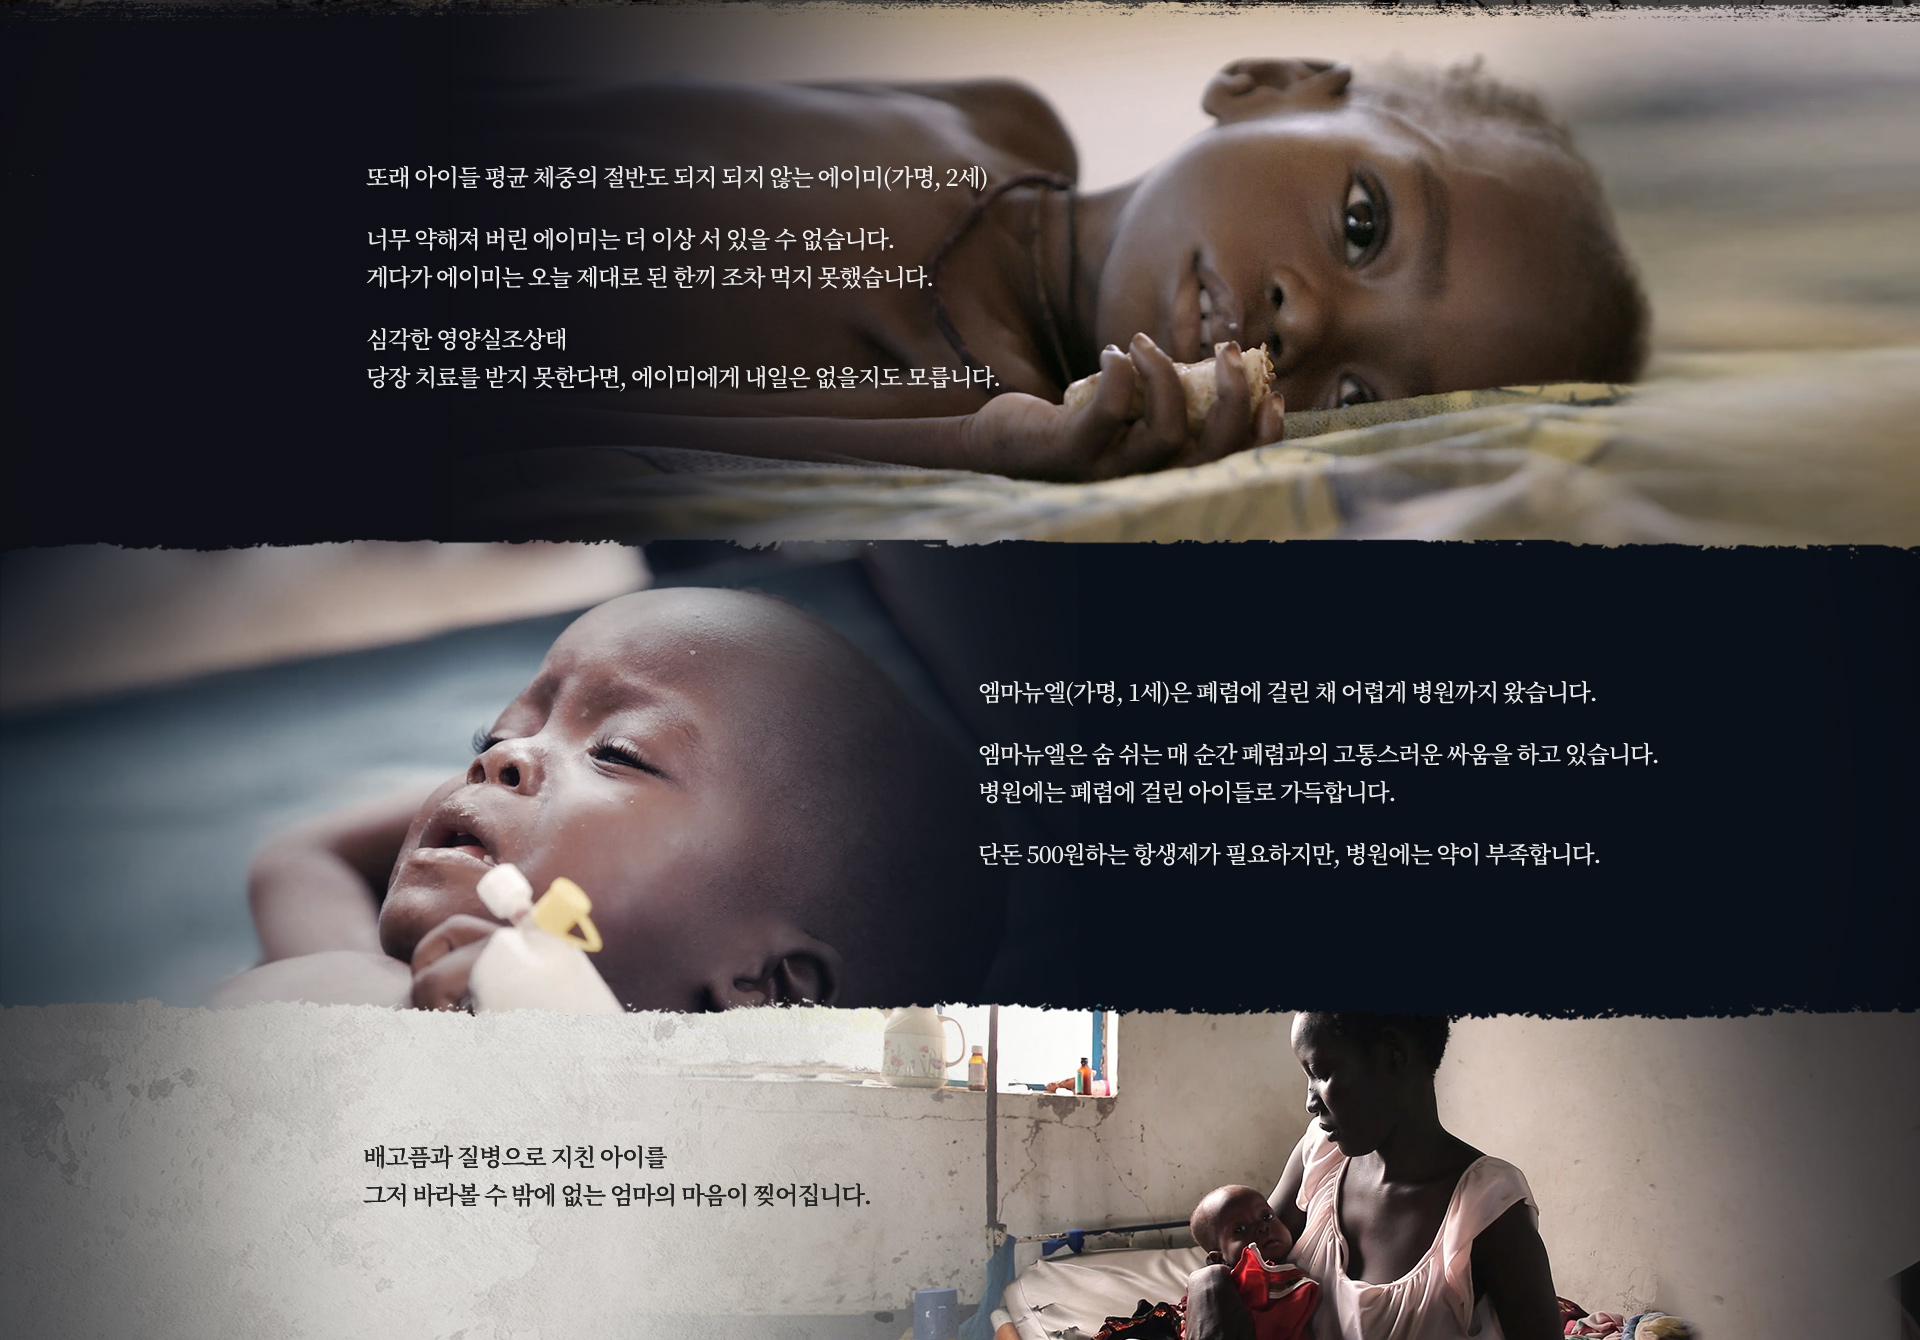 또래 아이들 평균 체중의 절반도 되지 되지 않는 에이미(가명, 2세)
너무 약해져 버린 에이미는 더 이상 서 있을 수 없습니다.
게다가 에이미는 오늘 제대로 된 한끼 조차 먹지 못했습니다.
심각한 영양실조상태
당장 치료를 받지 못한다면, 에이미에게 내일은 없을지도 모릅니다.
엠마뉴엘(가명, 1세)은 폐렴에 걸린 채 어렵게 병원까지 왔습니다.
엠마뉴엘은 숨 쉬는 매 순간 폐렴과의 고통스러운 싸움을 하고 있습니다.
병원에는 폐렴에 걸린 아이들로 가득합니다.
단돈 500원하는 항생제가 필요하지만, 병원에는 약이 부족합니다.
배고픔과 질병으로 지친 아이를
그저 바라볼 수 밖에 없는 엄마의 마음이 찢어집니다.